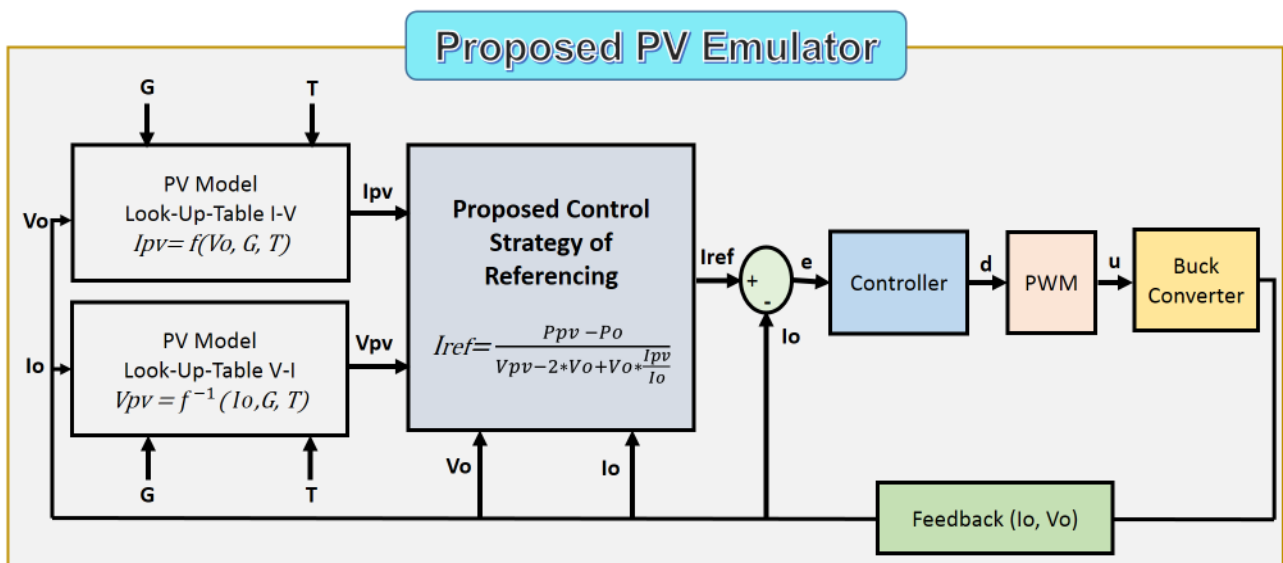 Proposed PV Emulator
G
T
PV Model
Look-Up-Table I-V
Ipv= f(Vo, G, T)
Vo
Ipv
PV Model
Look-Up-Table V-I
Vpv = f⁻¹(Io,G, T)
Io
Vpv
G
T
Proposed Control
Strategy of
Referencing
Iref= (Ppv −Po)/(Vpv−2*Vo+Vo*Ipv/Io)
Vo
Io
Iref
+
-
Io
e
Controller
d
PWM
u
Buck
Converter
Feedback (Io, Vo)